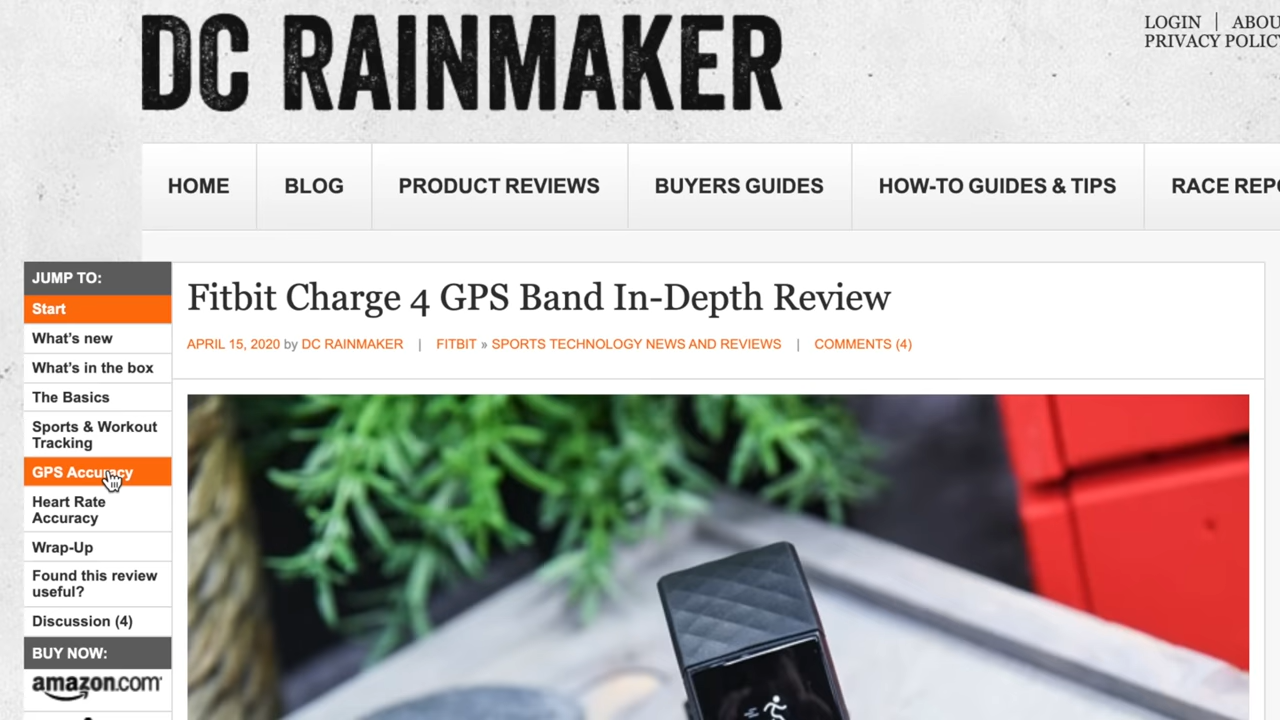 DC RAINMAKER
LOGIN | ABOU
PRIVACY POLICY
HOME
BLOG
PRODUCT REVIEWS
BUYERS GUIDES
HOW-TO GUIDES & TIPS
RACE REPO
JUMP TO:
Start
What's new
What's in the box
The Basics
Sports & Workout
Tracking
GPS Accuracy
Heart Rate
Accuracy
Wrap-Up
Found this review
useful?
Discussion (4)
BUY NOW:
amazon.com
Fitbit Charge 4 GPS Band In-Depth Review
APRIL 15, 2020 by DC RAINMAKER | FITBIT » SPORTS TECHNOLOGY NEWS AND REVIEWS | COMMENTS (4)